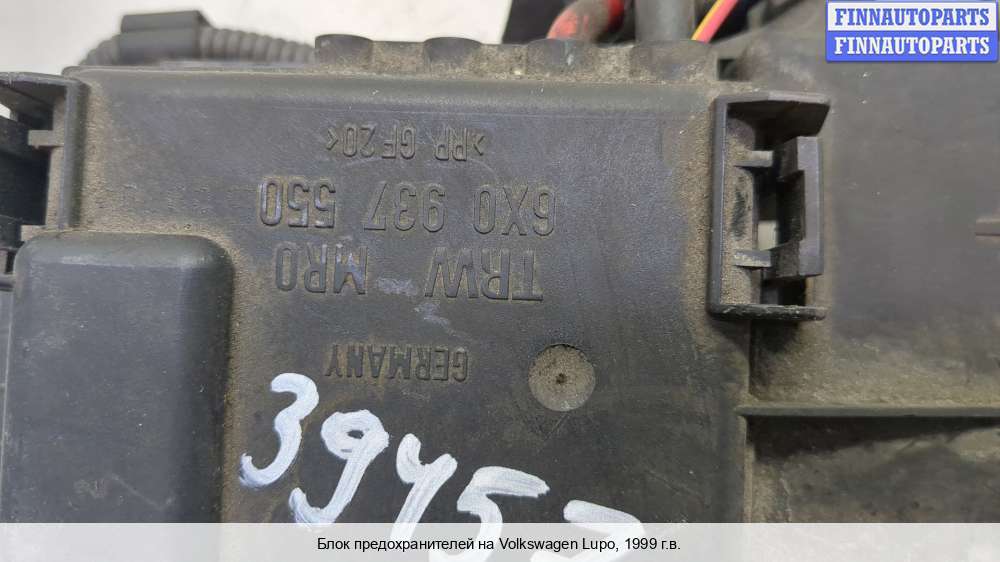 FINNAUTOPARTS
FINNAUTOPARTS
>PP GF20<
6X0 937 550
TRW MRO
GERMANY
Блок предохранителей на Volkswagen Lupo, 1999 г.в.